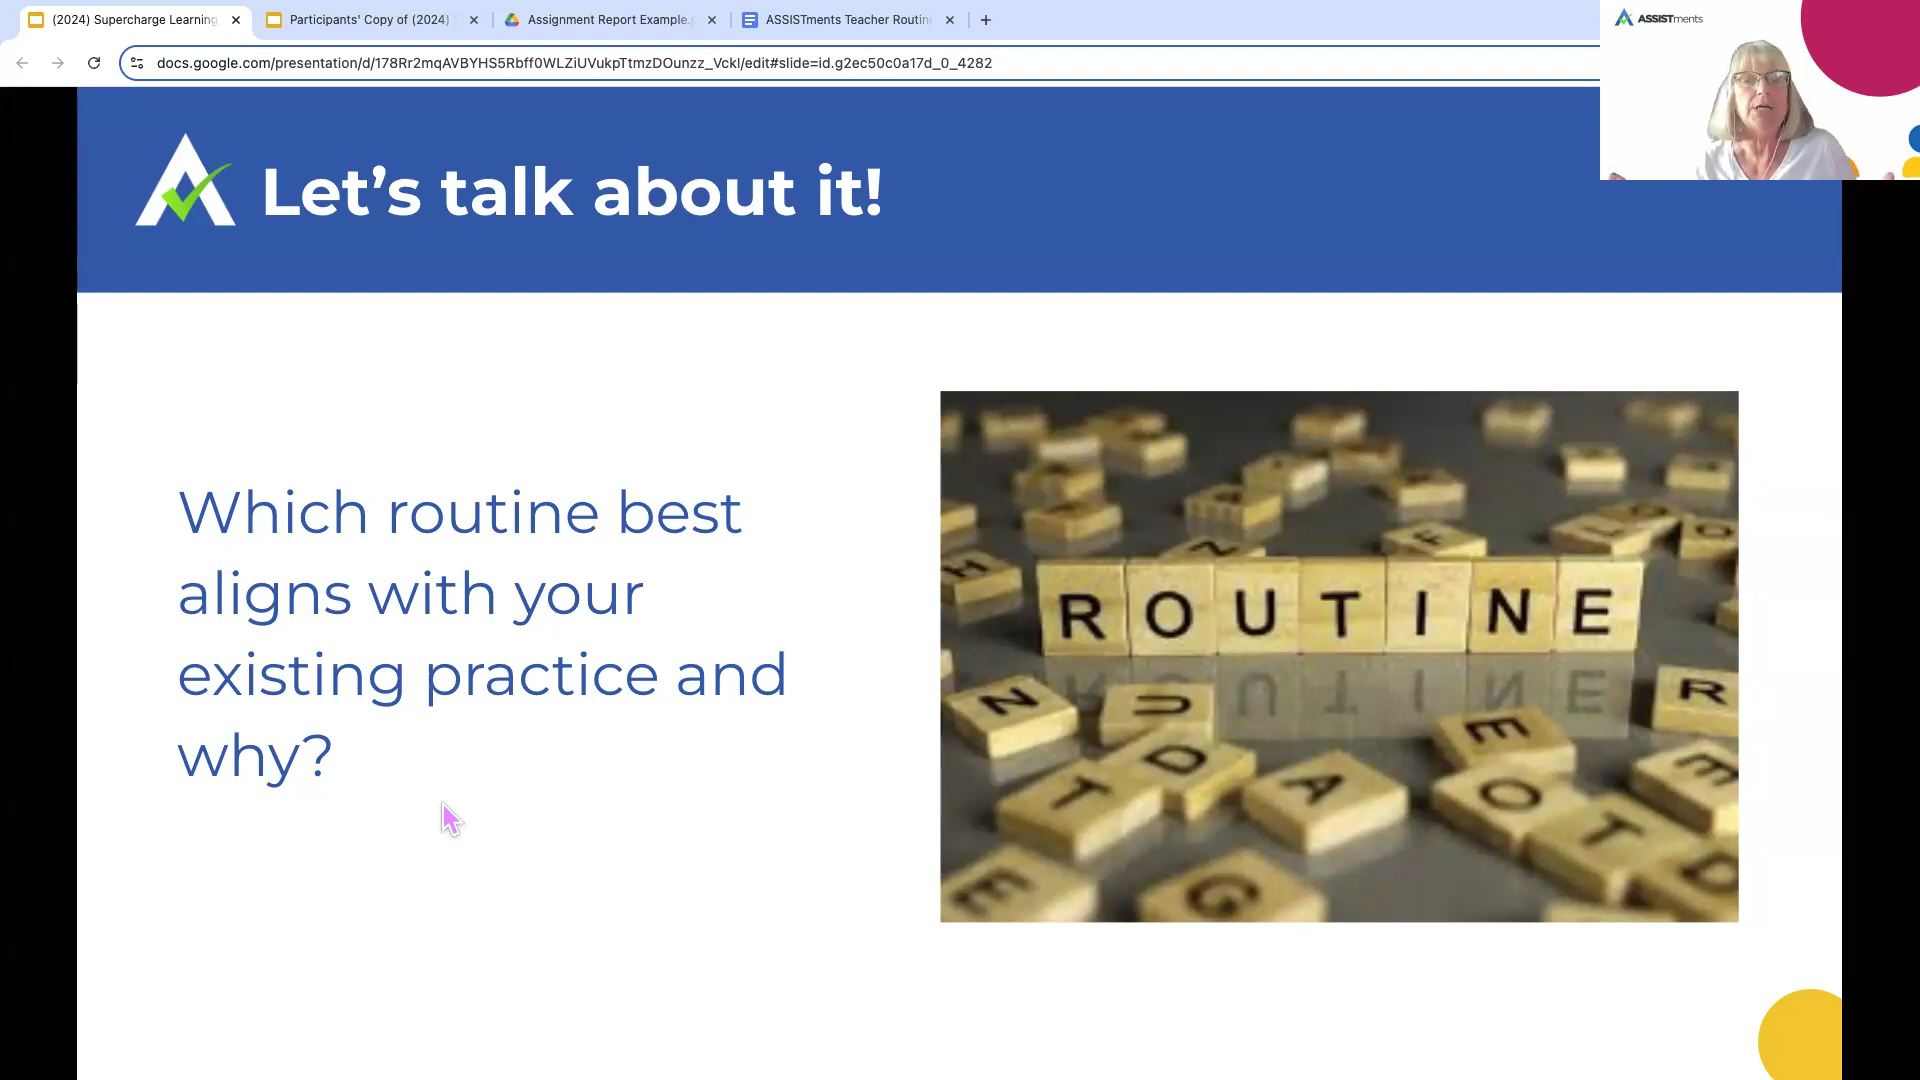 (2024) Supercharge Learning
Participants' Copy of (2024)
Assignment Report Example.
ASSISTments Teacher Routin
docs.google.com/presentation/d/178Rr2mqAVBYHS5Rbff0WLZiUVukpTtmzDOunzz_VckI/edit#slide=id.g2ec50c0a17d_0_4282
ASSISTments
Let's talk about it!
Which routine best
aligns with your
existing practice and
why?
ROUTINE